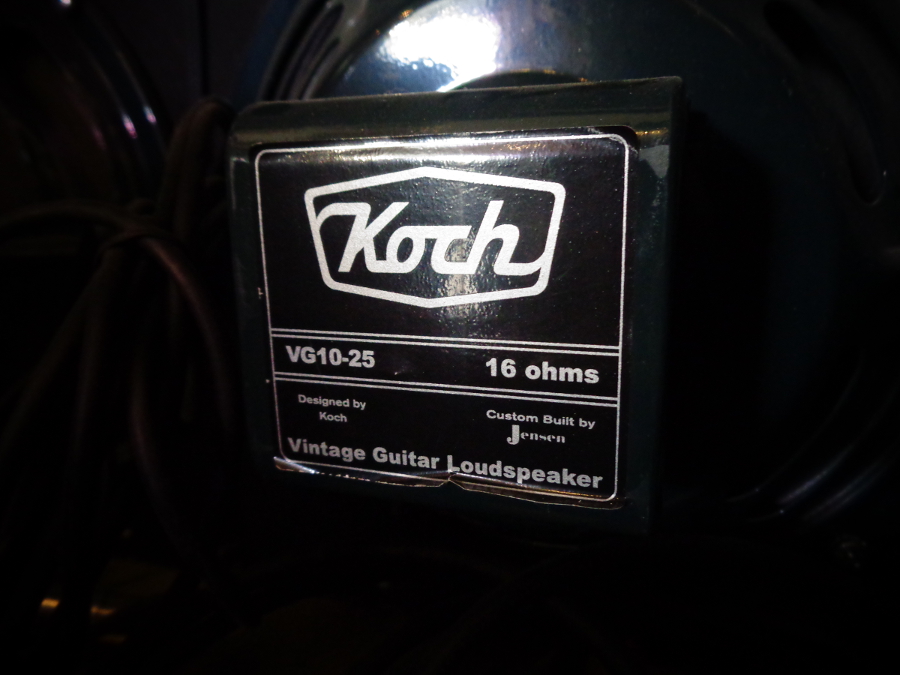 Koch
VG10-25 16 ohms
Designed by
Koch
Custom Built by
Jensen
Vintage Guitar Loudspeaker